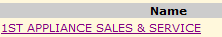 Name
1ST APPLIANCE SALES & SERVICE